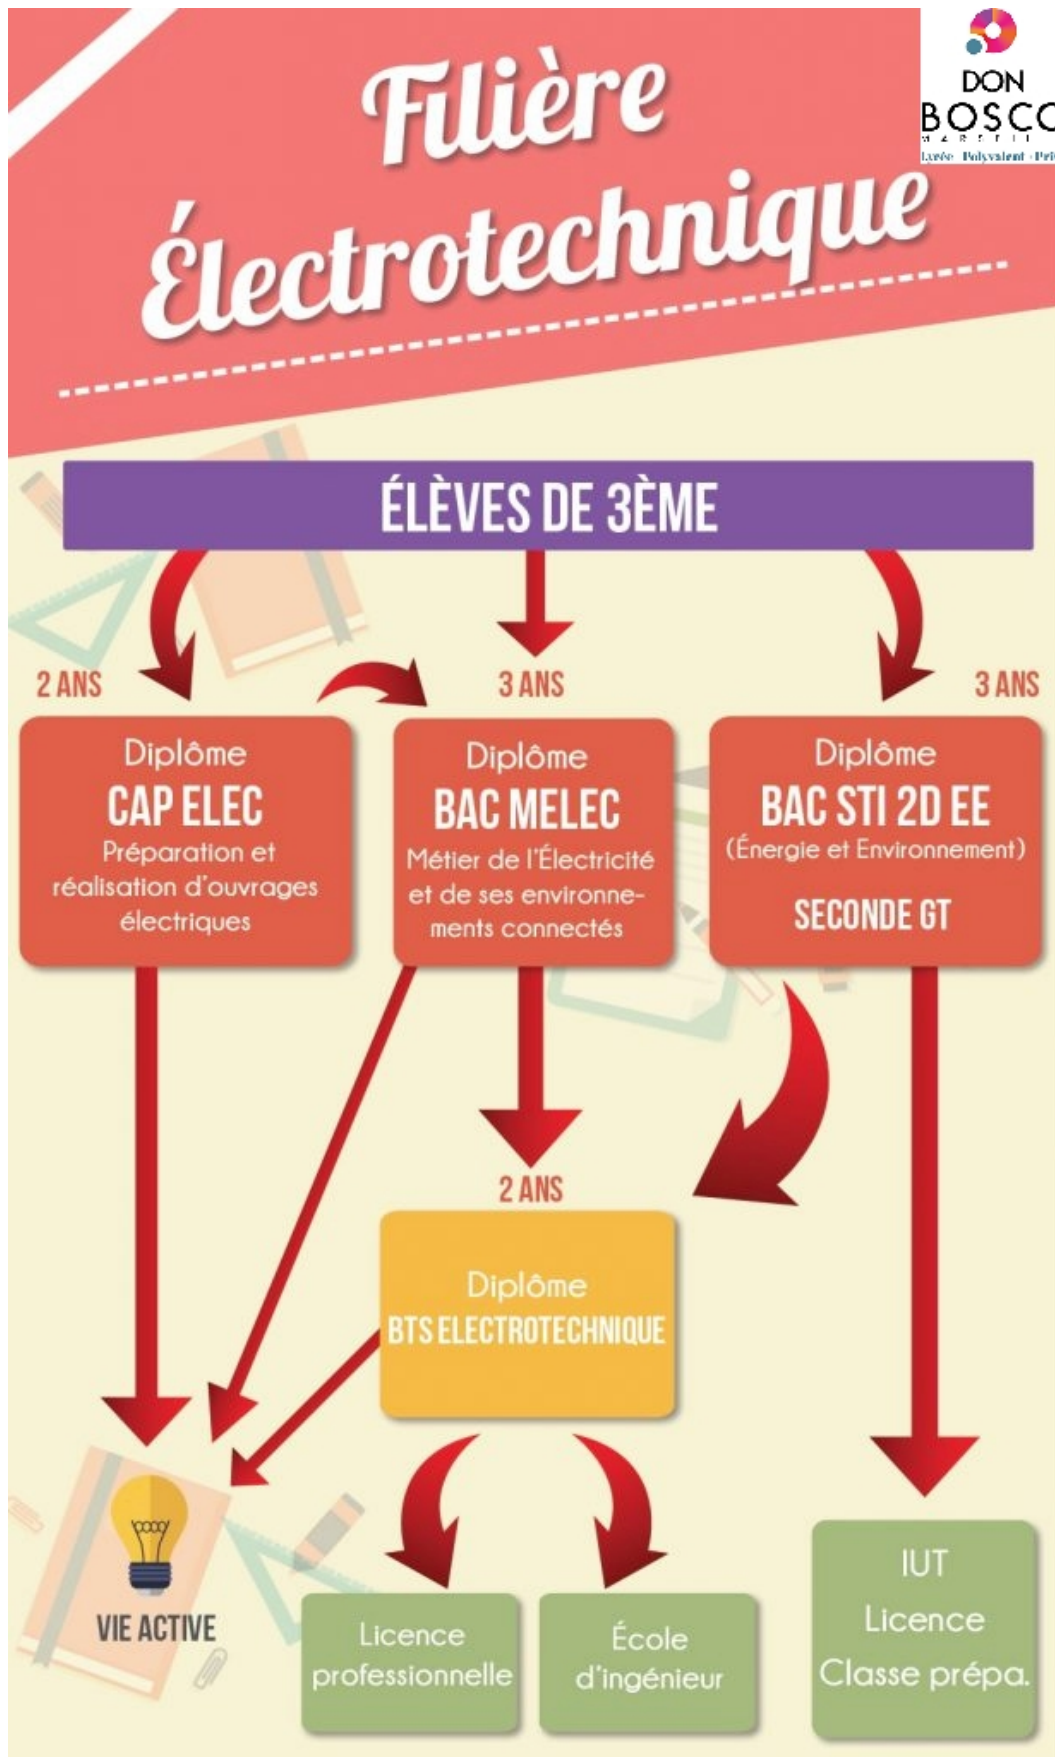 Filière
Électrotechnique
DON
BOSCO
Lycée Polyvalent
ÉLÈVES DE 3ÈME
2 ANS
3 ANS
3 ANS
Diplôme
CAP ELEC
Préparation et
réalisation d'ouvrages
électriques
Diplôme
BAC MELEC
Métier de l'Électricité
et de ses environne-
ments connectés
Diplôme
BAC STI 2D EE
(Énergie et Environnement)
SECONDE GT
2 ANS
Diplôme
BTS ELECTROTECHNIQUE
VIE ACTIVE
Licence
professionnelle
École
d'ingénieur
IUT
Licence
Classe prépa.